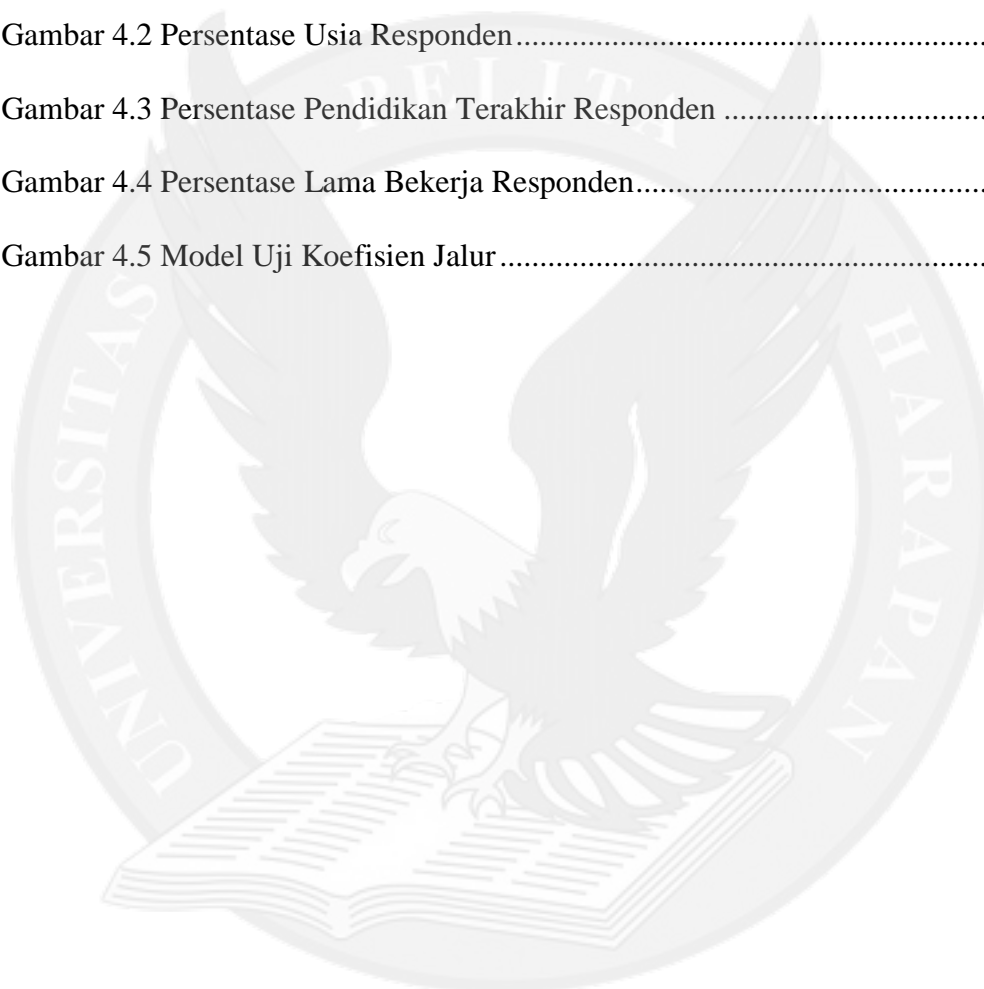 Gambar 4.2 Persentase Usia Responden...........................................................
Gambar 4.3 Persentase Pendidikan Terakhir Responden .................................
Gambar 4.4 Persentase Lama Bekerja Responden............................................
Gambar 4.5 Model Uji Koefisien Jalur.............................................................
UNIVERSITAS PELITA HARAPAN